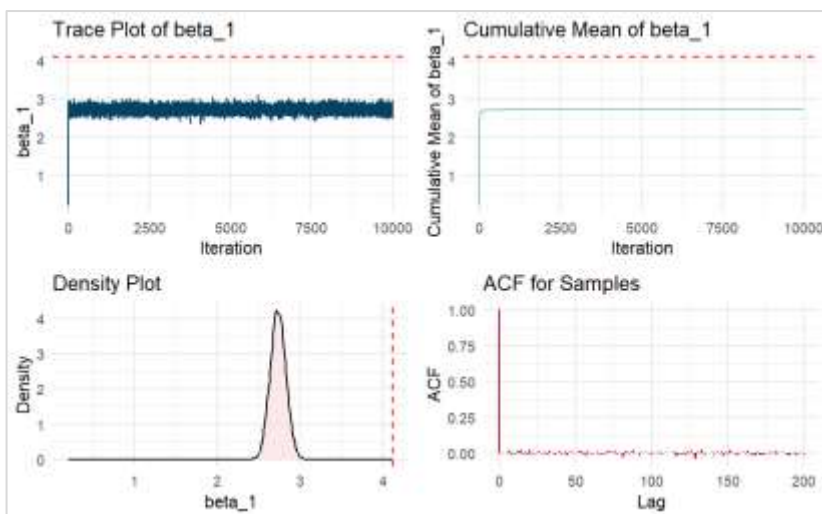 Trace Plot of beta_1
4
3
2
1
beta_1
0 2500 5000 7500 10000
Iteration
Cumulative Mean of beta_1
4
3
2
1
Cumulative Mean of beta_1
0 2500 5000 7500 10000
Iteration
Density Plot
4
3
2
1
0
Density
1 2 3 4
beta_1
ACF for Samples
1.00
0.75
0.50
0.25
0.00
ACF
0 50 100 150 200
Lag